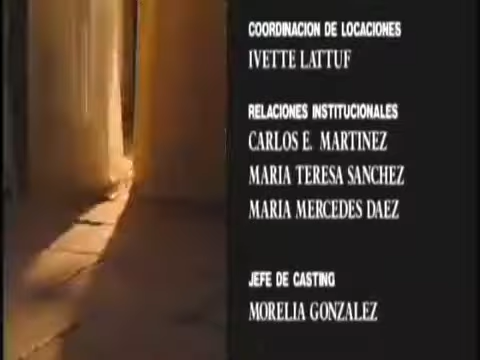 COORDINACION DE LOCACIONES
IVETTE LATTUF
RELACIONES INSTITUCIONALES
CARLOS E. MARTINEZ
MARIA TERESA SANCHEZ
MARIA MERCEDES DAEZ
JEFE DE CASTING
MORELIA GONZALEZ